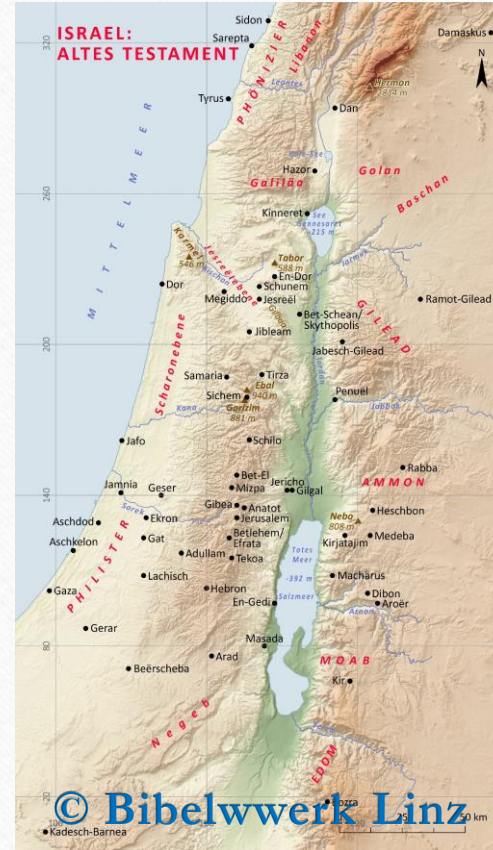 ISRAEL:
ALTES TESTAMENT
N
Damaskus
Sidon
Sarepta
PHÖNIZIER
Libanon
320
Hermon
2814 m
Leontes
Tyrus
Dan
Hule-See
Hazor
Golan
Galiläa
Baschan
260
Kinneret
See
Gennesaret
-215 m
MITTELMEER
Karmel
546 m
Jesreëlebene
Kischon
Tabor
588 m
En-Dor
Jarmuk
Dor
Schunem
Megiddo
Jesreël
Gilboa
Ramot-Gilead
Bet-Schean/
Skythopolis
GILEAD
200
Jibleam
Jabesch-Gilead
Jordan
Scharonebene
Samaria
Tirza
Ebal
940 m
Sichem
Garizim
881 m
Penuël
Jabbok
Kana
Jafo
Schilo
Rabba
Bet-El
AMMON
Jericho
Mizpa
Gilgal
140
Jamnia
Geser
Gibea
Anatot
Nebo
808 m
Heschbon
Sorek
Ekron
Jerusalem
Aschdod
Kirjatajim
Medeba
Gat
Betlehem/
Efrata
Aschkelon
PHILISTER
Adullam
Tekoa
Totes
Meer
-392 m
Salzmeer
Lachisch
Machärus
Gaza
Hebron
Dibon
En-Gedi
Aroër
Arnon
Gerar
Masada
80
Arad
MOAB
Beërscheba
Kir
Negeb
EDOM
20
Bozra
100
25
50 km
Kadesch-Barnea
© Bibelwwerk Linz